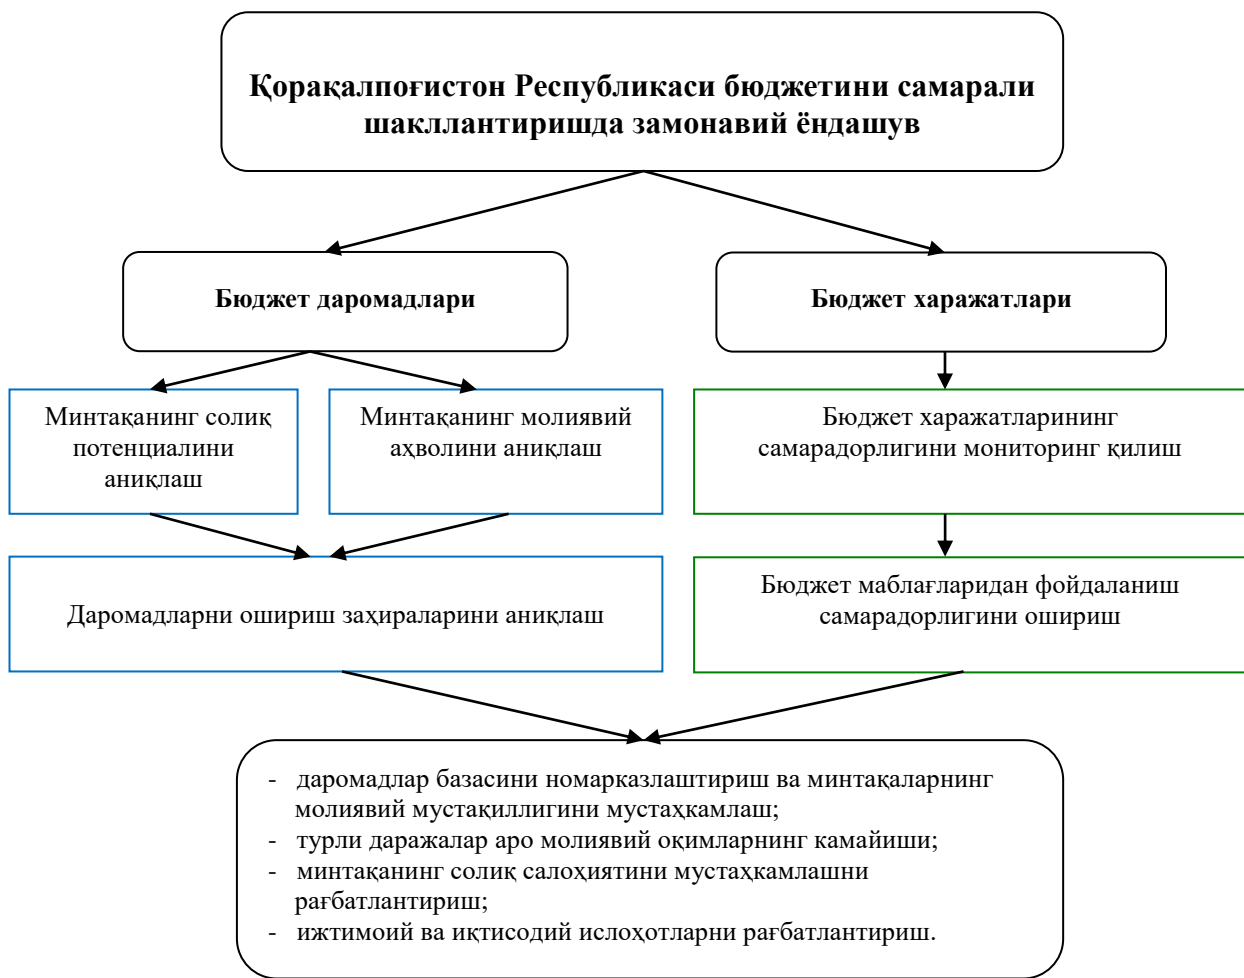 Қорақалпоғистон Республикаси бюджетини самарали
шакллантиришда замонавий ёндашув
Бюджет даромадлари
Бюджет харажатлари
Минтақанинг солиқ
потенциалини
аниқлаш
Минтақанинг молиявий
аҳволини аниқлаш
Бюджет харажатларининг
самарадорлигини мониторинг қилиш
Даромадларни ошириш заҳираларини аниқлаш
Бюджет маблағларидан фойдаланиш
самарадорлигини ошириш
- даромадлар базасини номарказлаштириш ва минтақаларнинг
молиявий мустақиллигини мустаҳкамлаш;
- турли даражалар аро молиявий оқимларнинг камайиши;
- минтақанинг солиқ салоҳиятини мустаҳкамлашни
рағбатлантириш;
- ижтимоий ва иқтисодий ислоҳотларни рағбатлантириш.